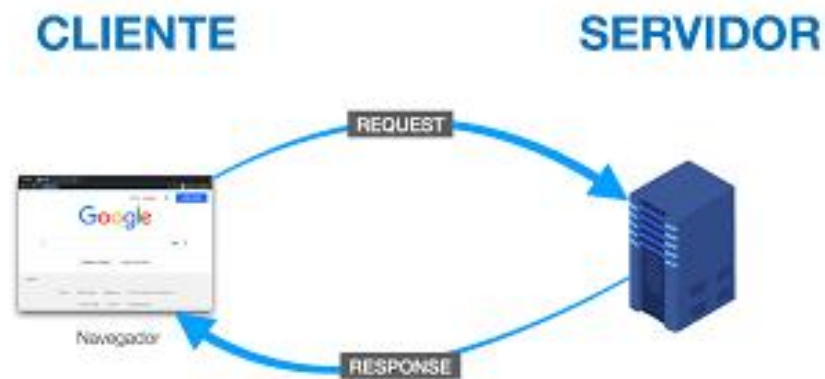 CLIENTE
SERVIDOR
REQUEST
Google
Navegador
RESPONSE